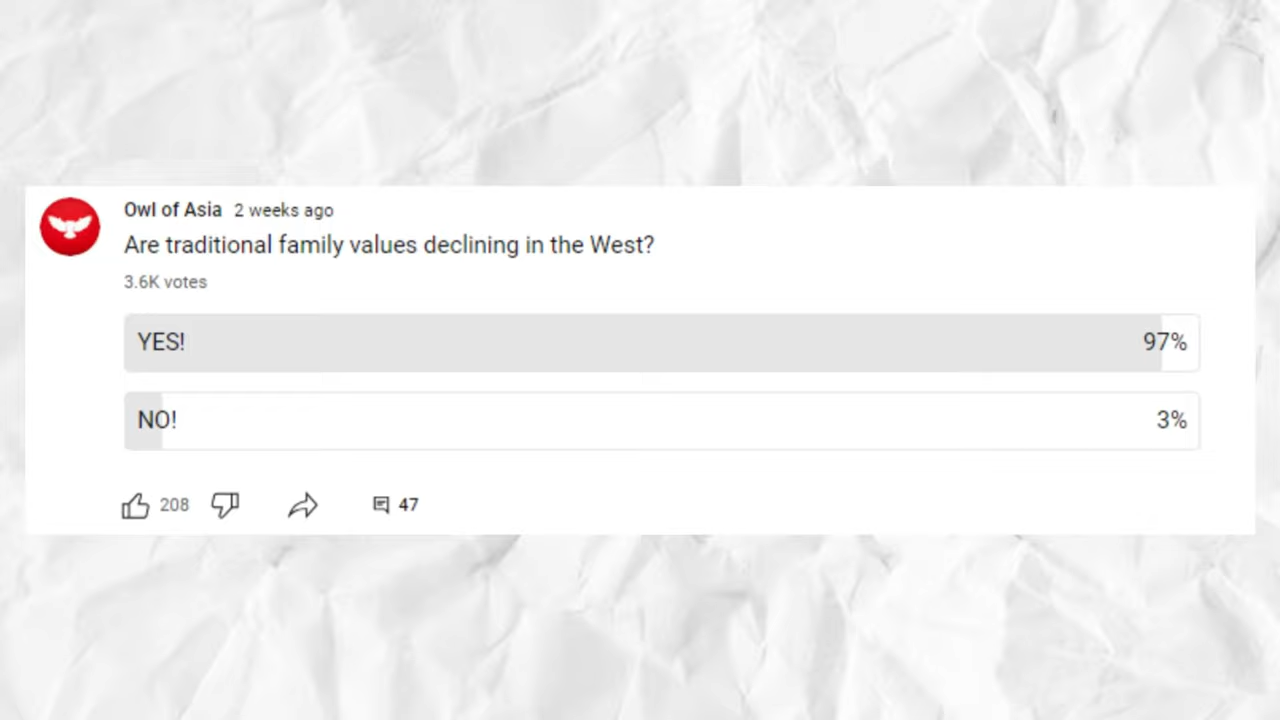 Owl of Asia 2 weeks ago
Are traditional family values declining in the West?
3.6K votes
YES! 97%
NO! 3%
208 47